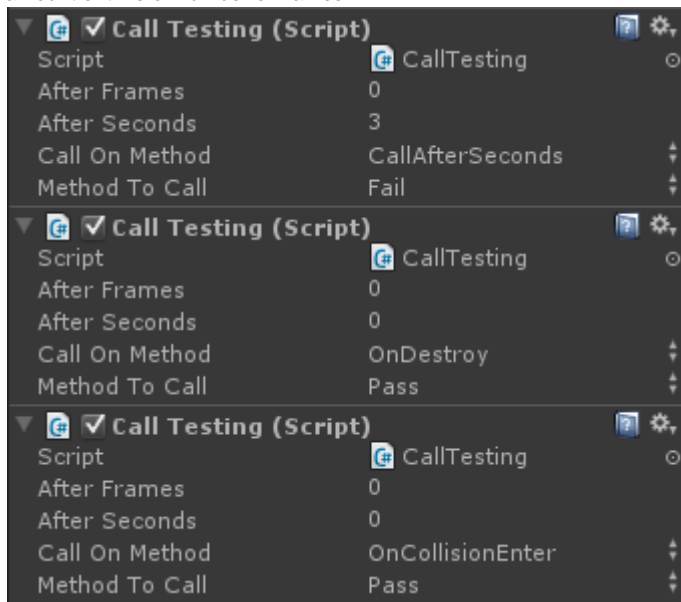 Call Testing (Script)
Script CallTesting
After Frames 0
After Seconds 3
Call On Method CallAfterSeconds
Method To Call Fail
Call Testing (Script)
Script CallTesting
After Frames 0
After Seconds 0
Call On Method OnDestroy
Method To Call Pass
Call Testing (Script)
Script CallTesting
After Frames 0
After Seconds 0
Call On Method OnCollisionEnter
Method To Call Pass